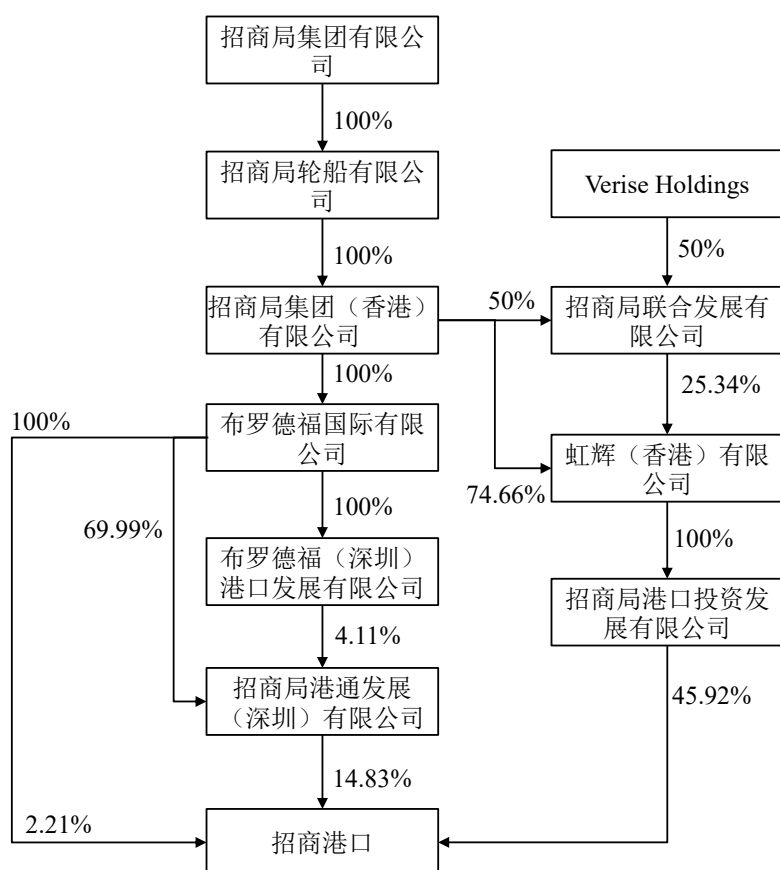 招商局集团有限公
司
100%
招商局轮船有限公
司
Verise Holdings
100%
50%
招商局集团（香港）
有限公司
50%
招商局联合发展有
限公司
100%
25.34%
100%
布罗德福国际有限
公司
虹辉（香港）有限
公司
74.66%
69.99%
100%
100%
布罗德福（深圳）
港口发展有限公司
招商局港口投资发
展有限公司
4.11%
招商局港通发展
（深圳）有限公司
45.92%
14.83%
2.21%
招商港口